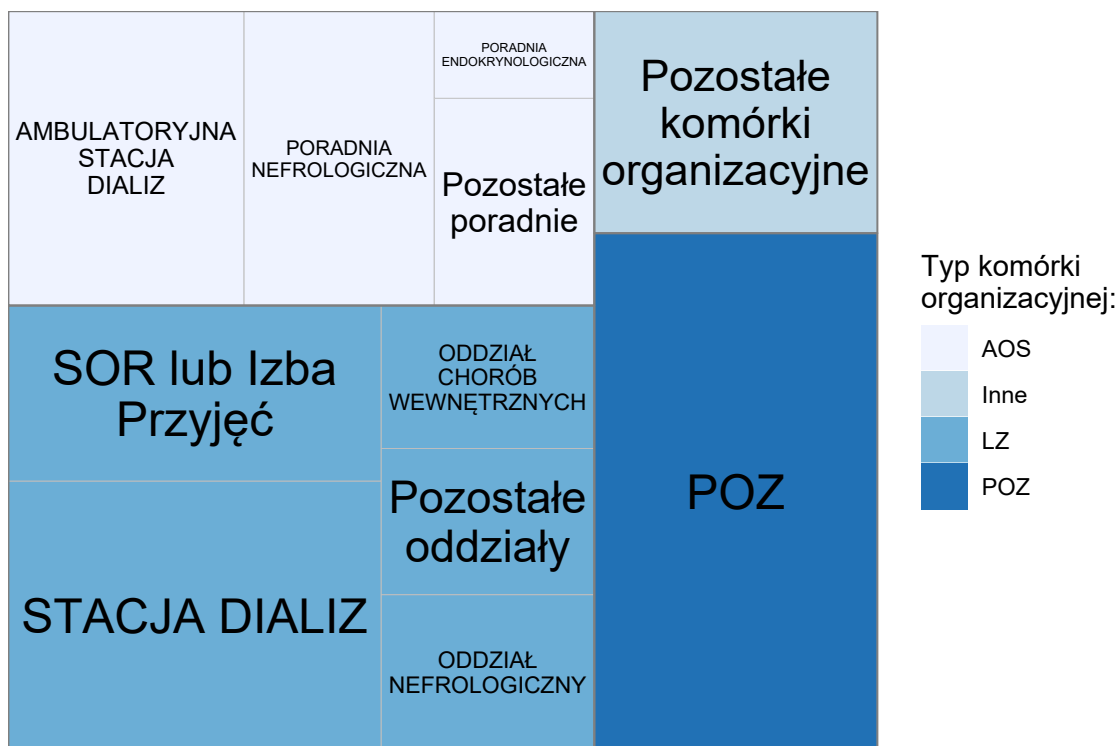 AMBULATORYJNA
STACJA
DIALIZ
PORADNIA
NEFROLOGICZNA
PORADNIA
ENDOKRYNOLOGICZNA
Pozostałe
poradnie
Pozostałe
komórki
organizacyjne
SOR lub Izba
Przyjęć
STACJA DIALIZ
ODDZIAŁ
CHORÓB
WEWNĘTRZNYCH
Pozostałe
oddziały
ODDZIAŁ
NEFROLOGICZNY
POZ
Typ komórki
organizacyjnej:
AOS
Inne
LZ
POZ